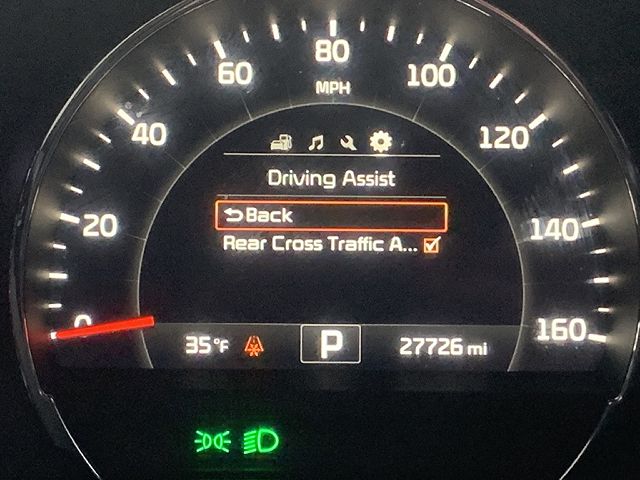 80
60
100
MPH
40
120
Driving Assist
Back
20
140
Rear Cross Traffic A...
0
160
35°F
P
27726 mi